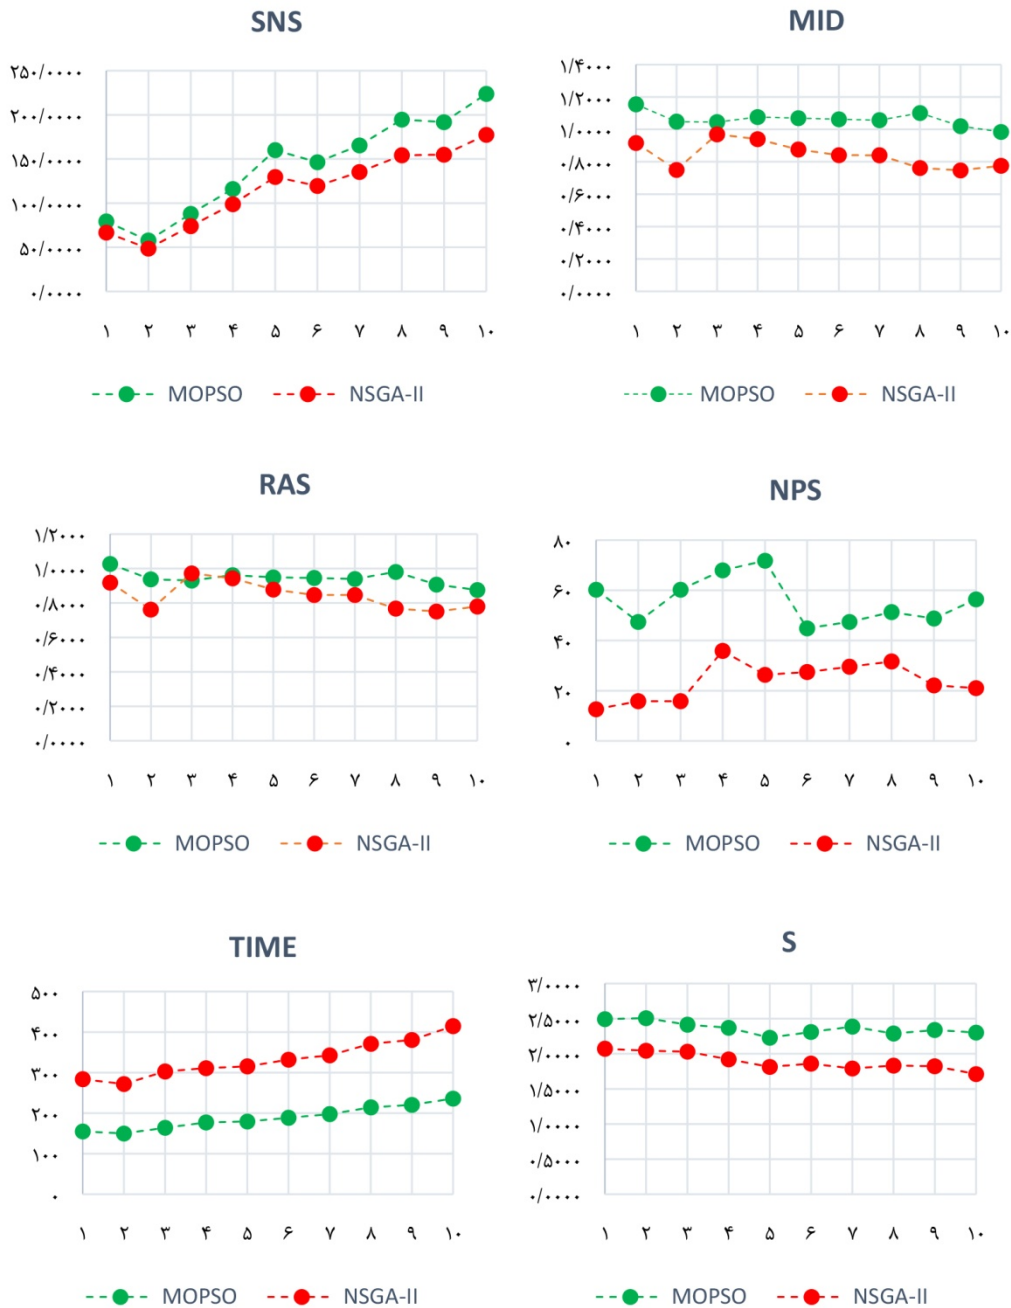 SNS
۲۵۰/۰۰۰۰
۲۰۰/۰۰۰۰
۱۵۰/۰۰۰۰
۱۰۰/۰۰۰۰
۵۰/۰۰۰۰
۰/۰۰۰۰
۱ ۲ ۳ ۴ ۵ ۶ ۷ ۸ ۹ ۱۰
MOPSO NSGA-II
MID
۱/۴۰۰۰
۱/۲۰۰۰
۱/۰۰۰۰
۰/۸۰۰۰
۰/۶۰۰۰
۰/۴۰۰۰
۰/۲۰۰۰
۰/۰۰۰۰
۱ ۲ ۳ ۴ ۵ ۶ ۷ ۸ ۹ ۱۰
MOPSO NSGA-II
RAS
۱/۲۰۰۰
۱/۰۰۰۰
۰/۸۰۰۰
۰/۶۰۰۰
۰/۴۰۰۰
۰/۲۰۰۰
۰/۰۰۰۰
۱ ۲ ۳ ۴ ۵ ۶ ۷ ۸ ۹ ۱۰
MOPSO NSGA-II
NPS
۸۰
۶۰
۴۰
۲۰
۰
۱ ۲ ۳ ۴ ۵ ۶ ۷ ۸ ۹ ۱۰
MOPSO NSGA-II
TIME
۵۰۰
۴۰۰
۳۰۰
۲۰۰
۱۰۰
۰
۱ ۲ ۳ ۴ ۵ ۶ ۷ ۸ ۹ ۱۰
MOPSO NSGA-II
S
۳/۰۰۰۰
۲/۵۰۰۰
۲/۰۰۰۰
۱/۵۰۰۰
۱/۰۰۰۰
۰/۵۰۰۰
۰/۰۰۰۰
۱ ۲ ۳ ۴ ۵ ۶ ۷ ۸ ۹ ۱۰
MOPSO NSGA-II